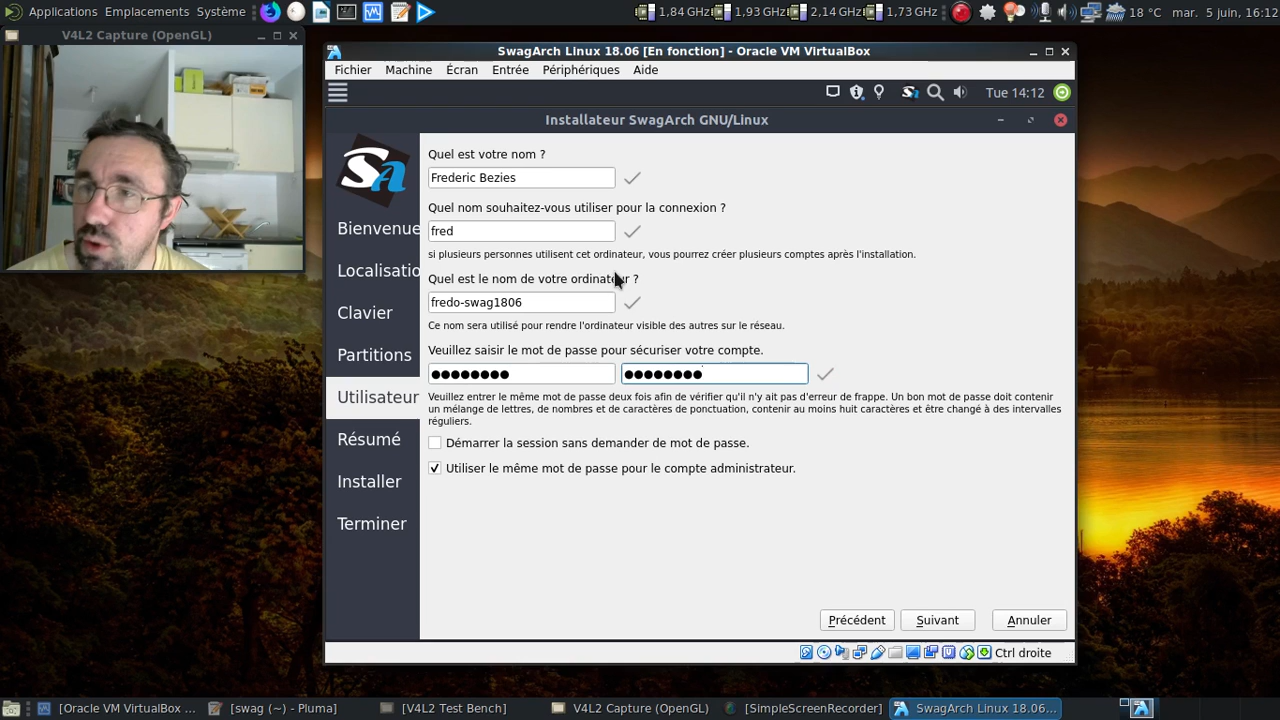 Applications Emplacements Système
1,84 GHz 1,93 GHz 2,14 GHz 1,73 GHz
18 °C mar. 5 juin, 16:12
V4L2 Capture (OpenGL)
SwagArch Linux 18.06 [En fonction] - Oracle VM VirtualBox
Fichier Machine Écran Entrée Périphériques Aide
Tue 14:12
Installateur SwagArch GNU/Linux
SA
Bienvenue
Localisatio
Clavier
Partitions
Utilisateur
Résumé
Installer
Terminer
Quel est votre nom ?
Frederic Bezies
Quel nom souhaitez-vous utiliser pour la connexion ?
fred
si plusieurs personnes utilisent cet ordinateur, vous pourrez créer plusieurs comptes après l'installation.
Quel est le nom de votre ordinateur ?
fredo-swag1806
Ce nom sera utilisé pour rendre l'ordinateur visible des autres sur le réseau.
Veuillez saisir le mot de passe pour sécuriser votre compte.
●●●●●●●● ●●●●●●●●
Veuillez entrer le même mot de passe deux fois afin de vérifier qu'il n'y ait pas d'erreur de frappe. Un bon mot de passe doit contenir
un mélange de lettres, de nombres et de caractères de ponctuation, contenir au moins huit caractères et être changé à des intervalles
réguliers.
Démarrer la session sans demander de mot de passe.
Utiliser le même mot de passe pour le compte administrateur.
Précédent Suivant Annuler
Ctrl droite
[Oracle VM VirtualBox ... [swag (~) - Pluma] [V4L2 Test Bench] V4L2 Capture (OpenGL) [SimpleScreenRecorder] SwagArch Linux 18.06...